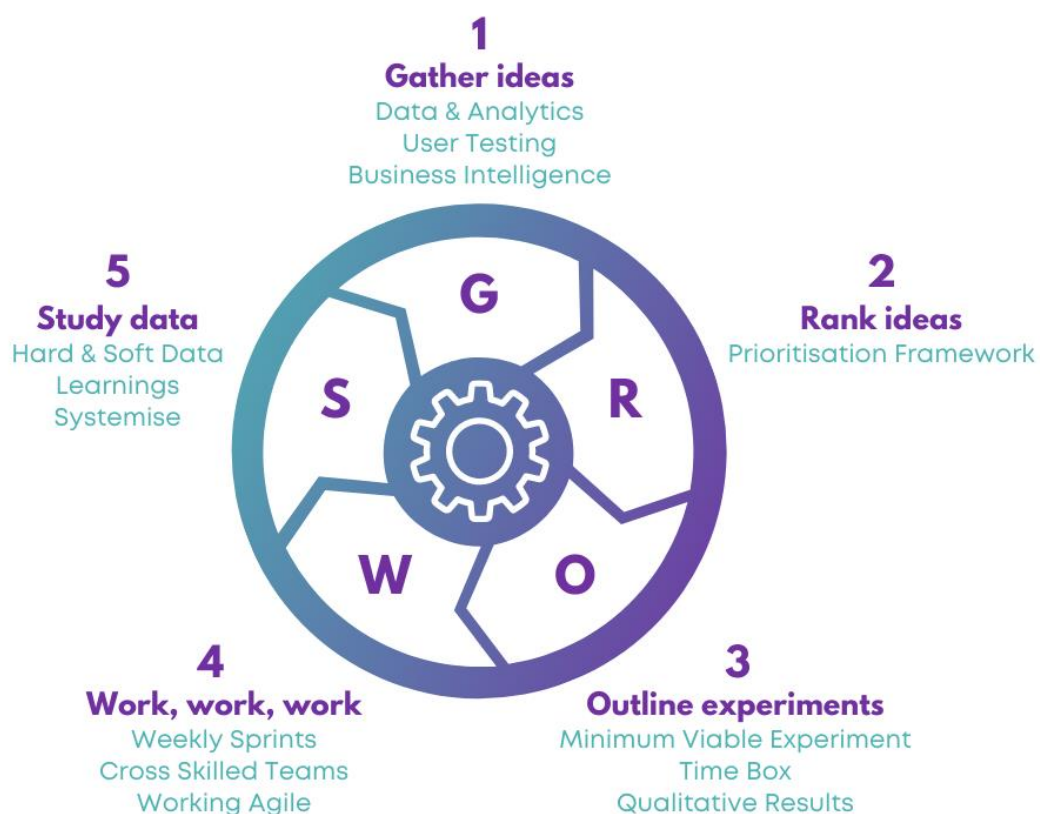 1
Gather ideas
Data & Analytics
User Testing
Business Intelligence
2
Rank ideas
Prioritisation Framework
3
Outline experiments
Minimum Viable Experiment
Time Box
Qualitative Results
4
Work, work, work
Weekly Sprints
Cross Skilled Teams
Working Agile
5
Study data
Hard & Soft Data
Learnings
Systemise
G
R
O
W
S